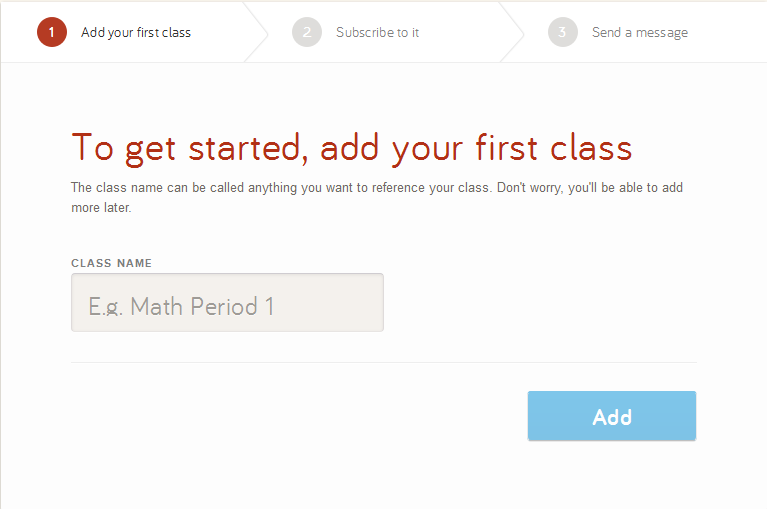 1 Add your first class
2 Subscribe to it
3 Send a message
To get started, add your first class
The class name can be called anything you want to reference your class. Don't worry, you'll be able to add
more later.
CLASS NAME
E.g. Math Period 1
Add